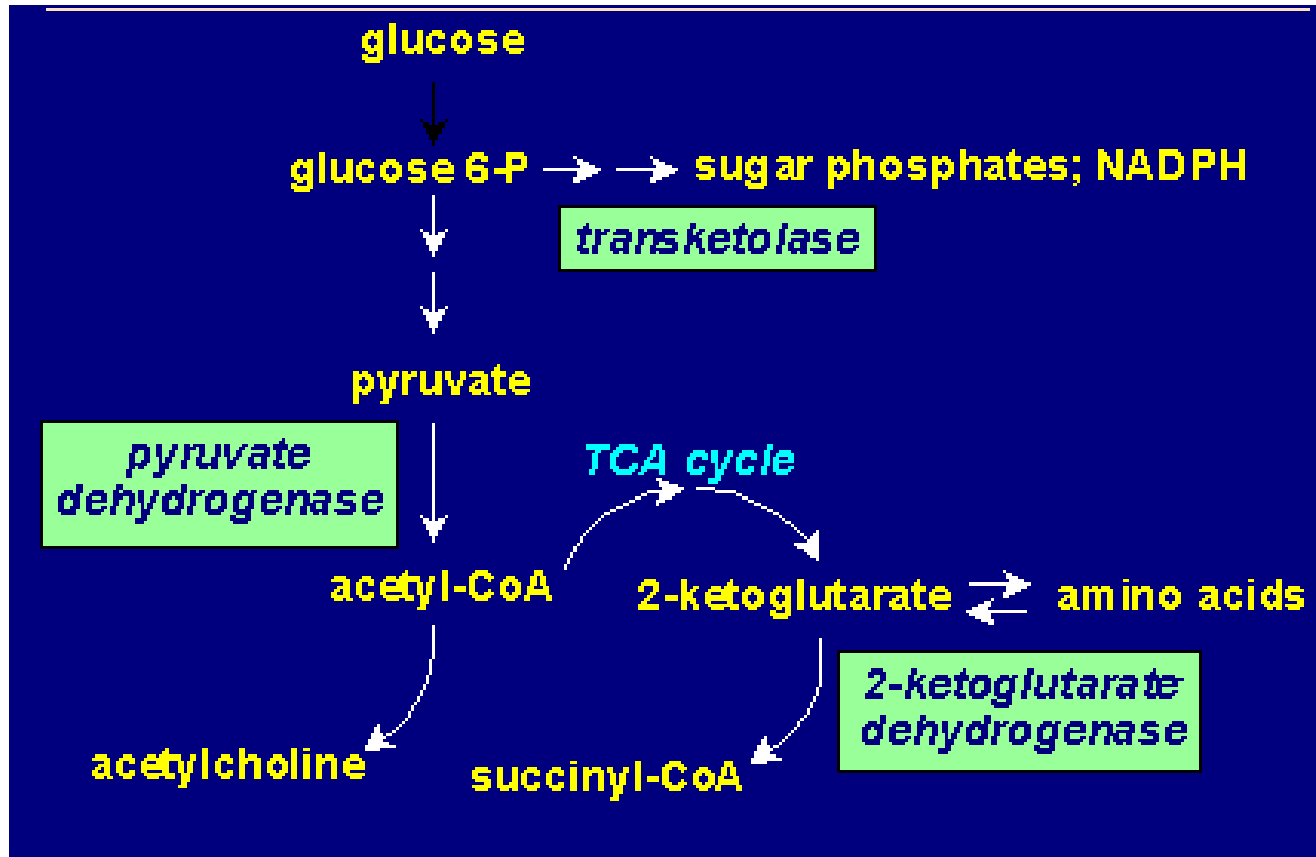 glucose
glucose 6-P
sugar phosphates; NADPH
transketolase
pyruvate
pyruvate
dehydrogenase
TCA cycle
acetyl-CoA
2-ketoglutarate
amino acids
2-ketoglutarate
dehydrogenase
acetylcholine
succinyl-CoA